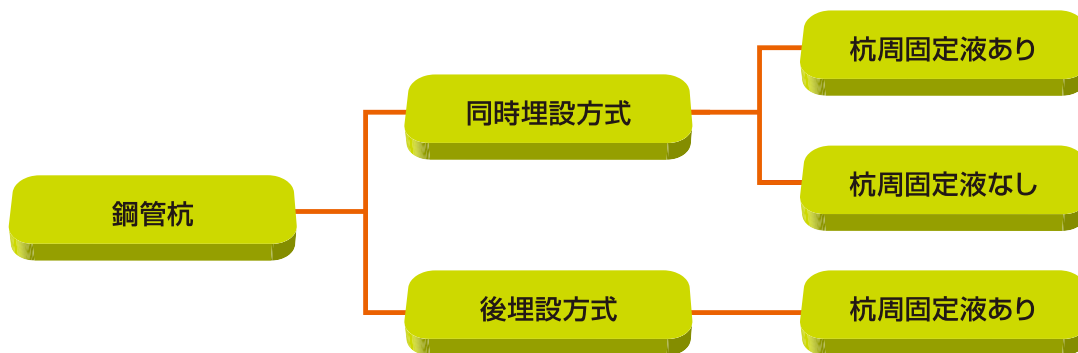 鋼管杭
同時埋設方式
杭周固定液あり
杭周固定液なし
後埋設方式
杭周固定液あり